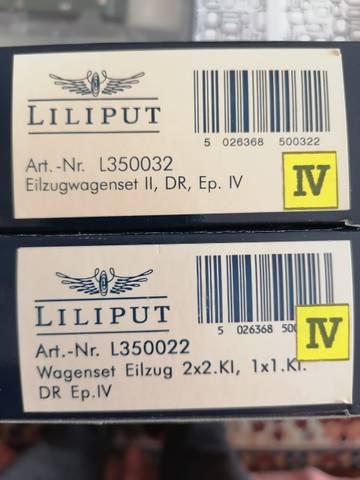 LILIPUT
5 026368 500322
Art.-Nr. L350032
Eilzugwagenset II, DR, Ep. IV
IV
LILIPUT
5 026368
Art.-Nr. L350022
Wagenset Eilzug 2x2.Kl, 1x1.Kl.
DR Ep.IV
IV